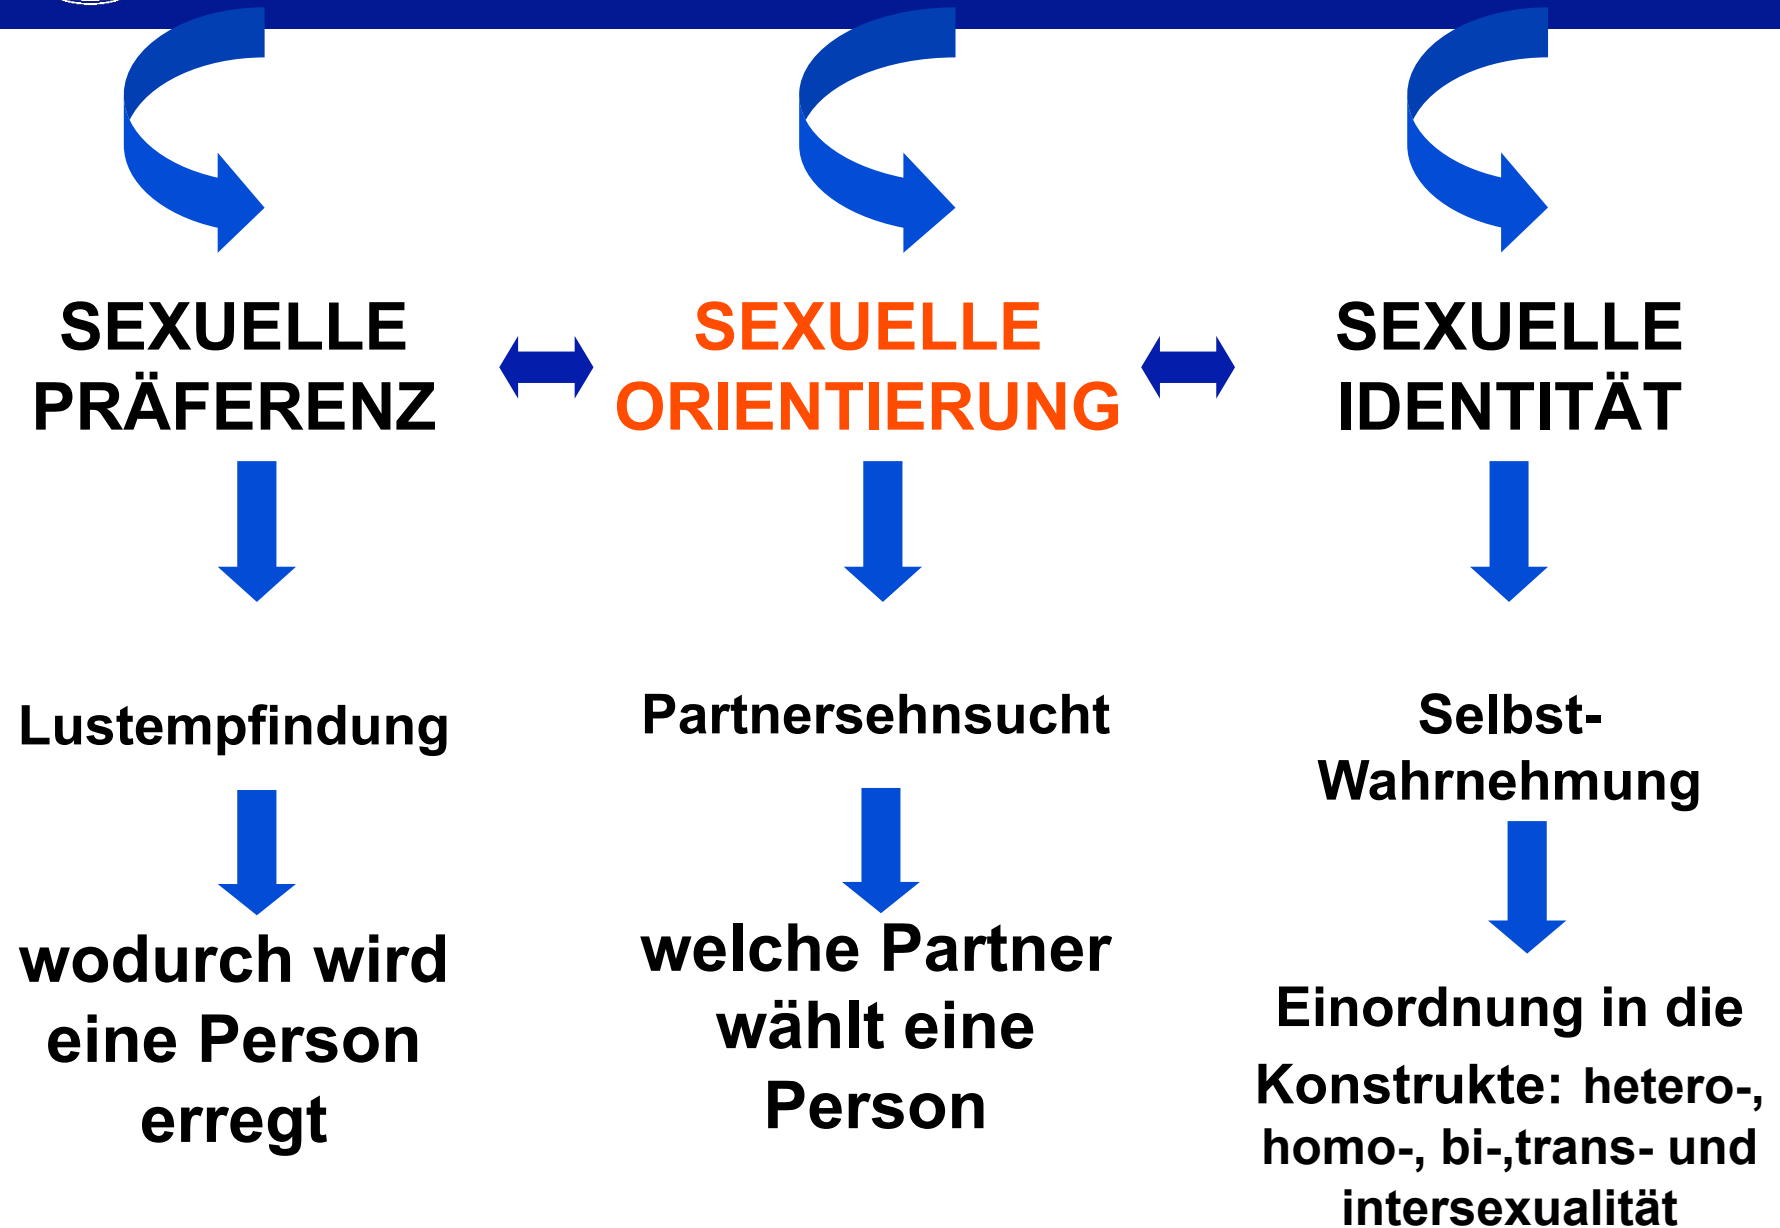 SEXUELLE
PRÄFERENZ
SEXUELLE
ORIENTIERUNG
SEXUELLE
IDENTITÄT
Lustempfindung
Partnersehnsucht
Selbst-
Wahrnehmung
wodurch wird
eine Person
erregt
welche Partner
wählt eine
Person
Einordnung in die
Konstrukte: hetero-,
homo-, bi-,trans- und
intersexualität